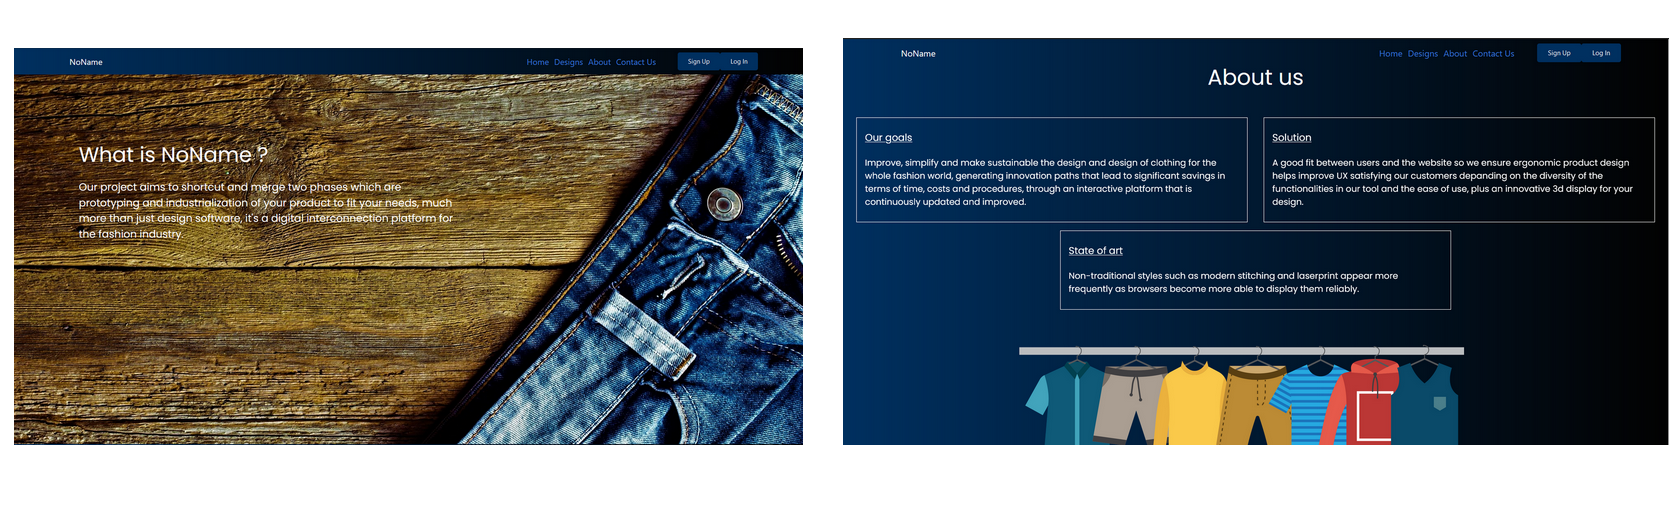 NoName
Home Designs About Contact Us
Sign Up Log In
What is NoName ?
Our project aims to shortcut and merge two phases which are
prototyping and industrialization of your product to fit your needs, much
more than just design software, it's a digital interconnection platform for
the fashion industry.
NoName
Home Designs About Contact Us
Sign Up Log In
About us
Our goals
Improve, simplify and make sustainable the design and design of clothing for the
whole fashion world, generating innovation paths that lead to significant savings in
terms of time, costs and procedures, through an interactive platform that is
continuously updated and improved.
Solution
A good fit between users and the website so we ensure ergonomic product design
helps improve UX satisfying our customers depanding on the diversity of the
functionalities in our tool and the ease of use, plus an innovative 3d display for your
design.
State of art
Non-traditional styles such as modern stitching and laserprint appear more
frequently as browsers become more able to display them reliably.